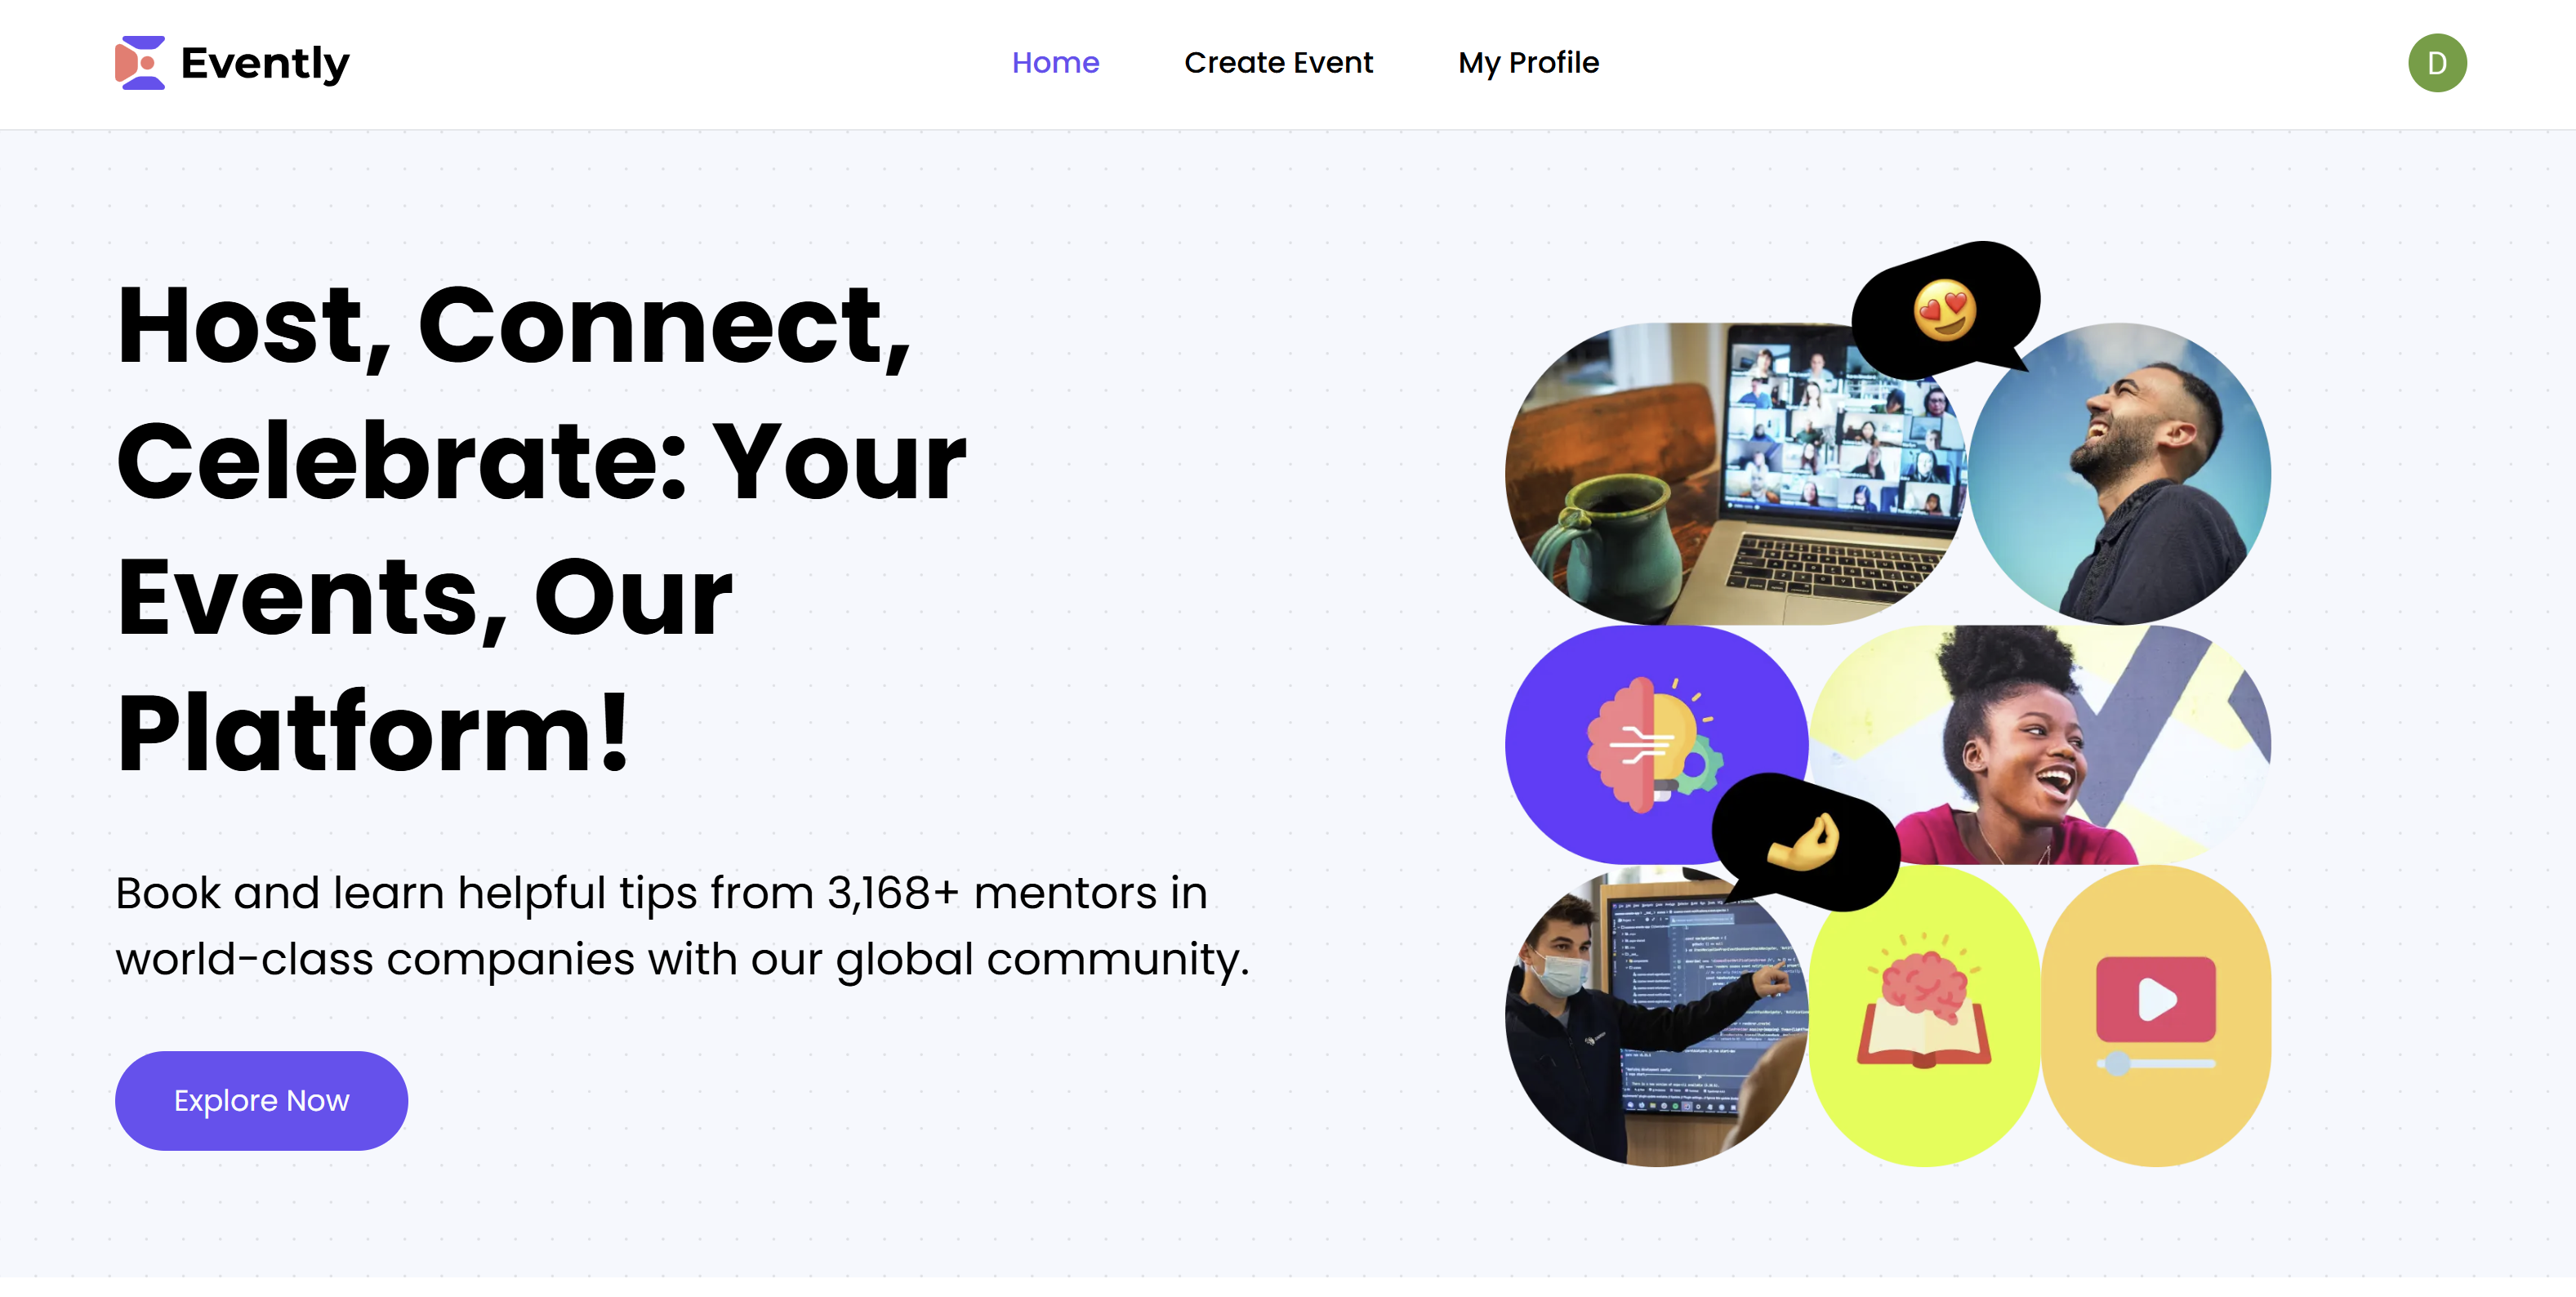 Evently
Home
Create Event
My Profile
D
Host, Connect,
Celebrate: Your
Events, Our
Platform!
Book and learn helpful tips from 3,168+ mentors in
world-class companies with our global community.
Explore Now